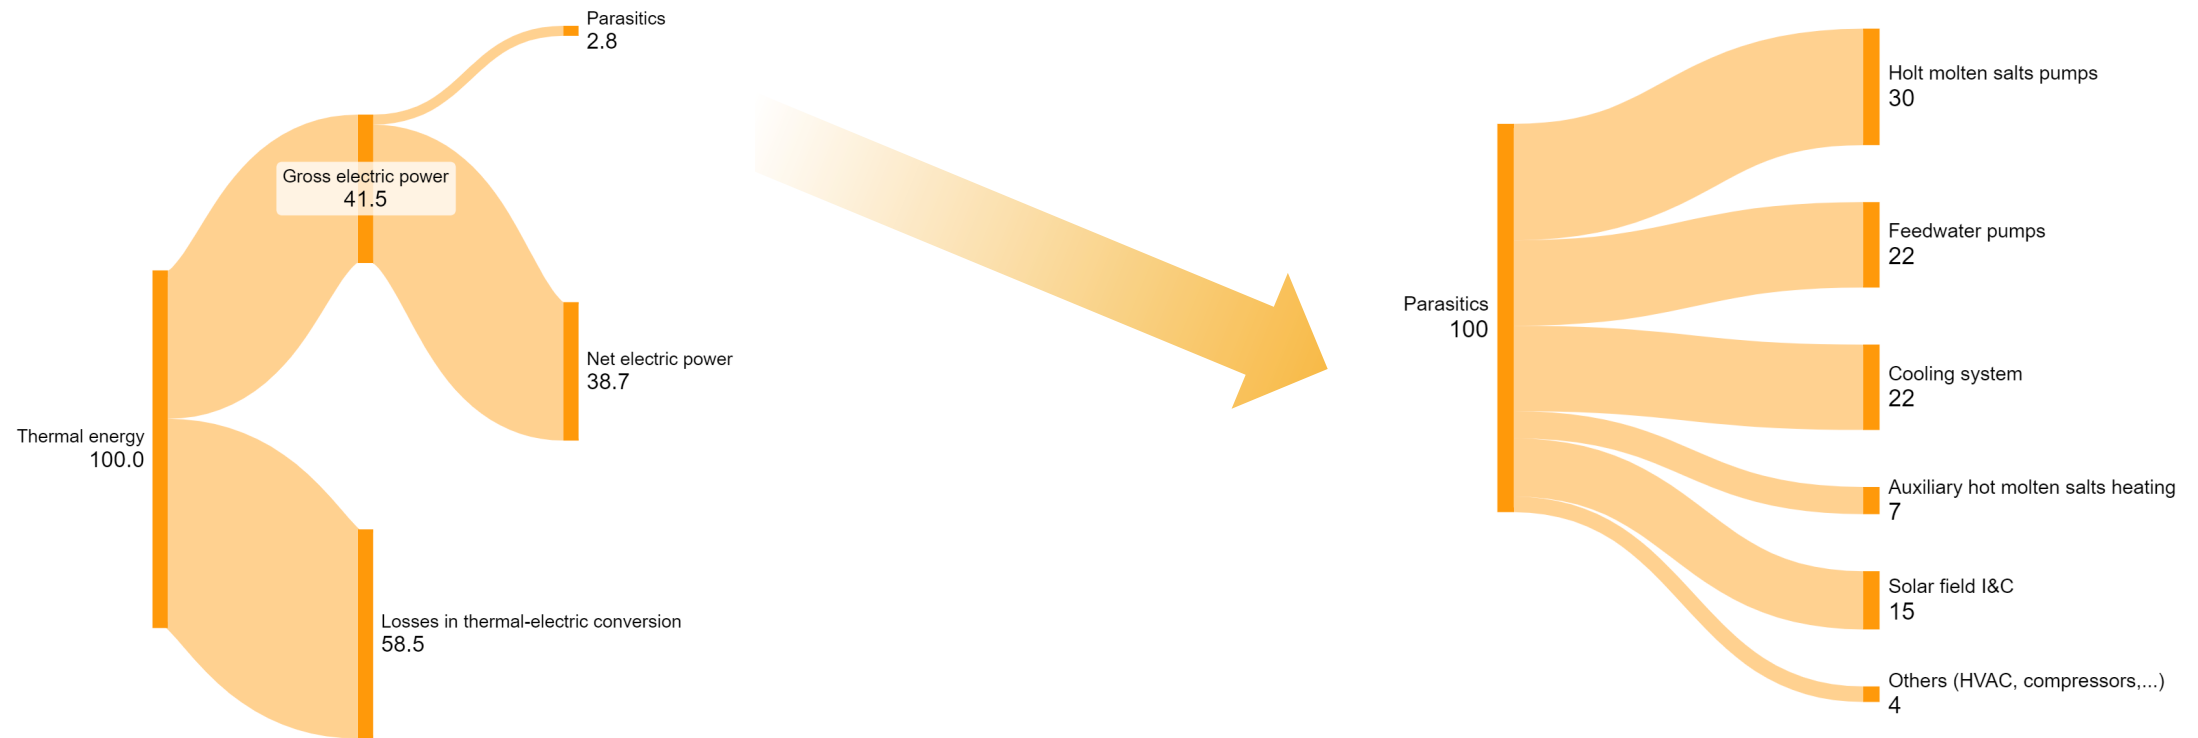 Parasitics
2.8
Gross electric power
41.5
Net electric power
38.7
Thermal energy
100.0
Losses in thermal-electric conversion
58.5
Parasitics
100
Holt molten salts pumps
30
Feedwater pumps
22
Cooling system
22
Auxiliary hot molten salts heating
7
Solar field I&C
15
Others (HVAC, compressors,...)
4